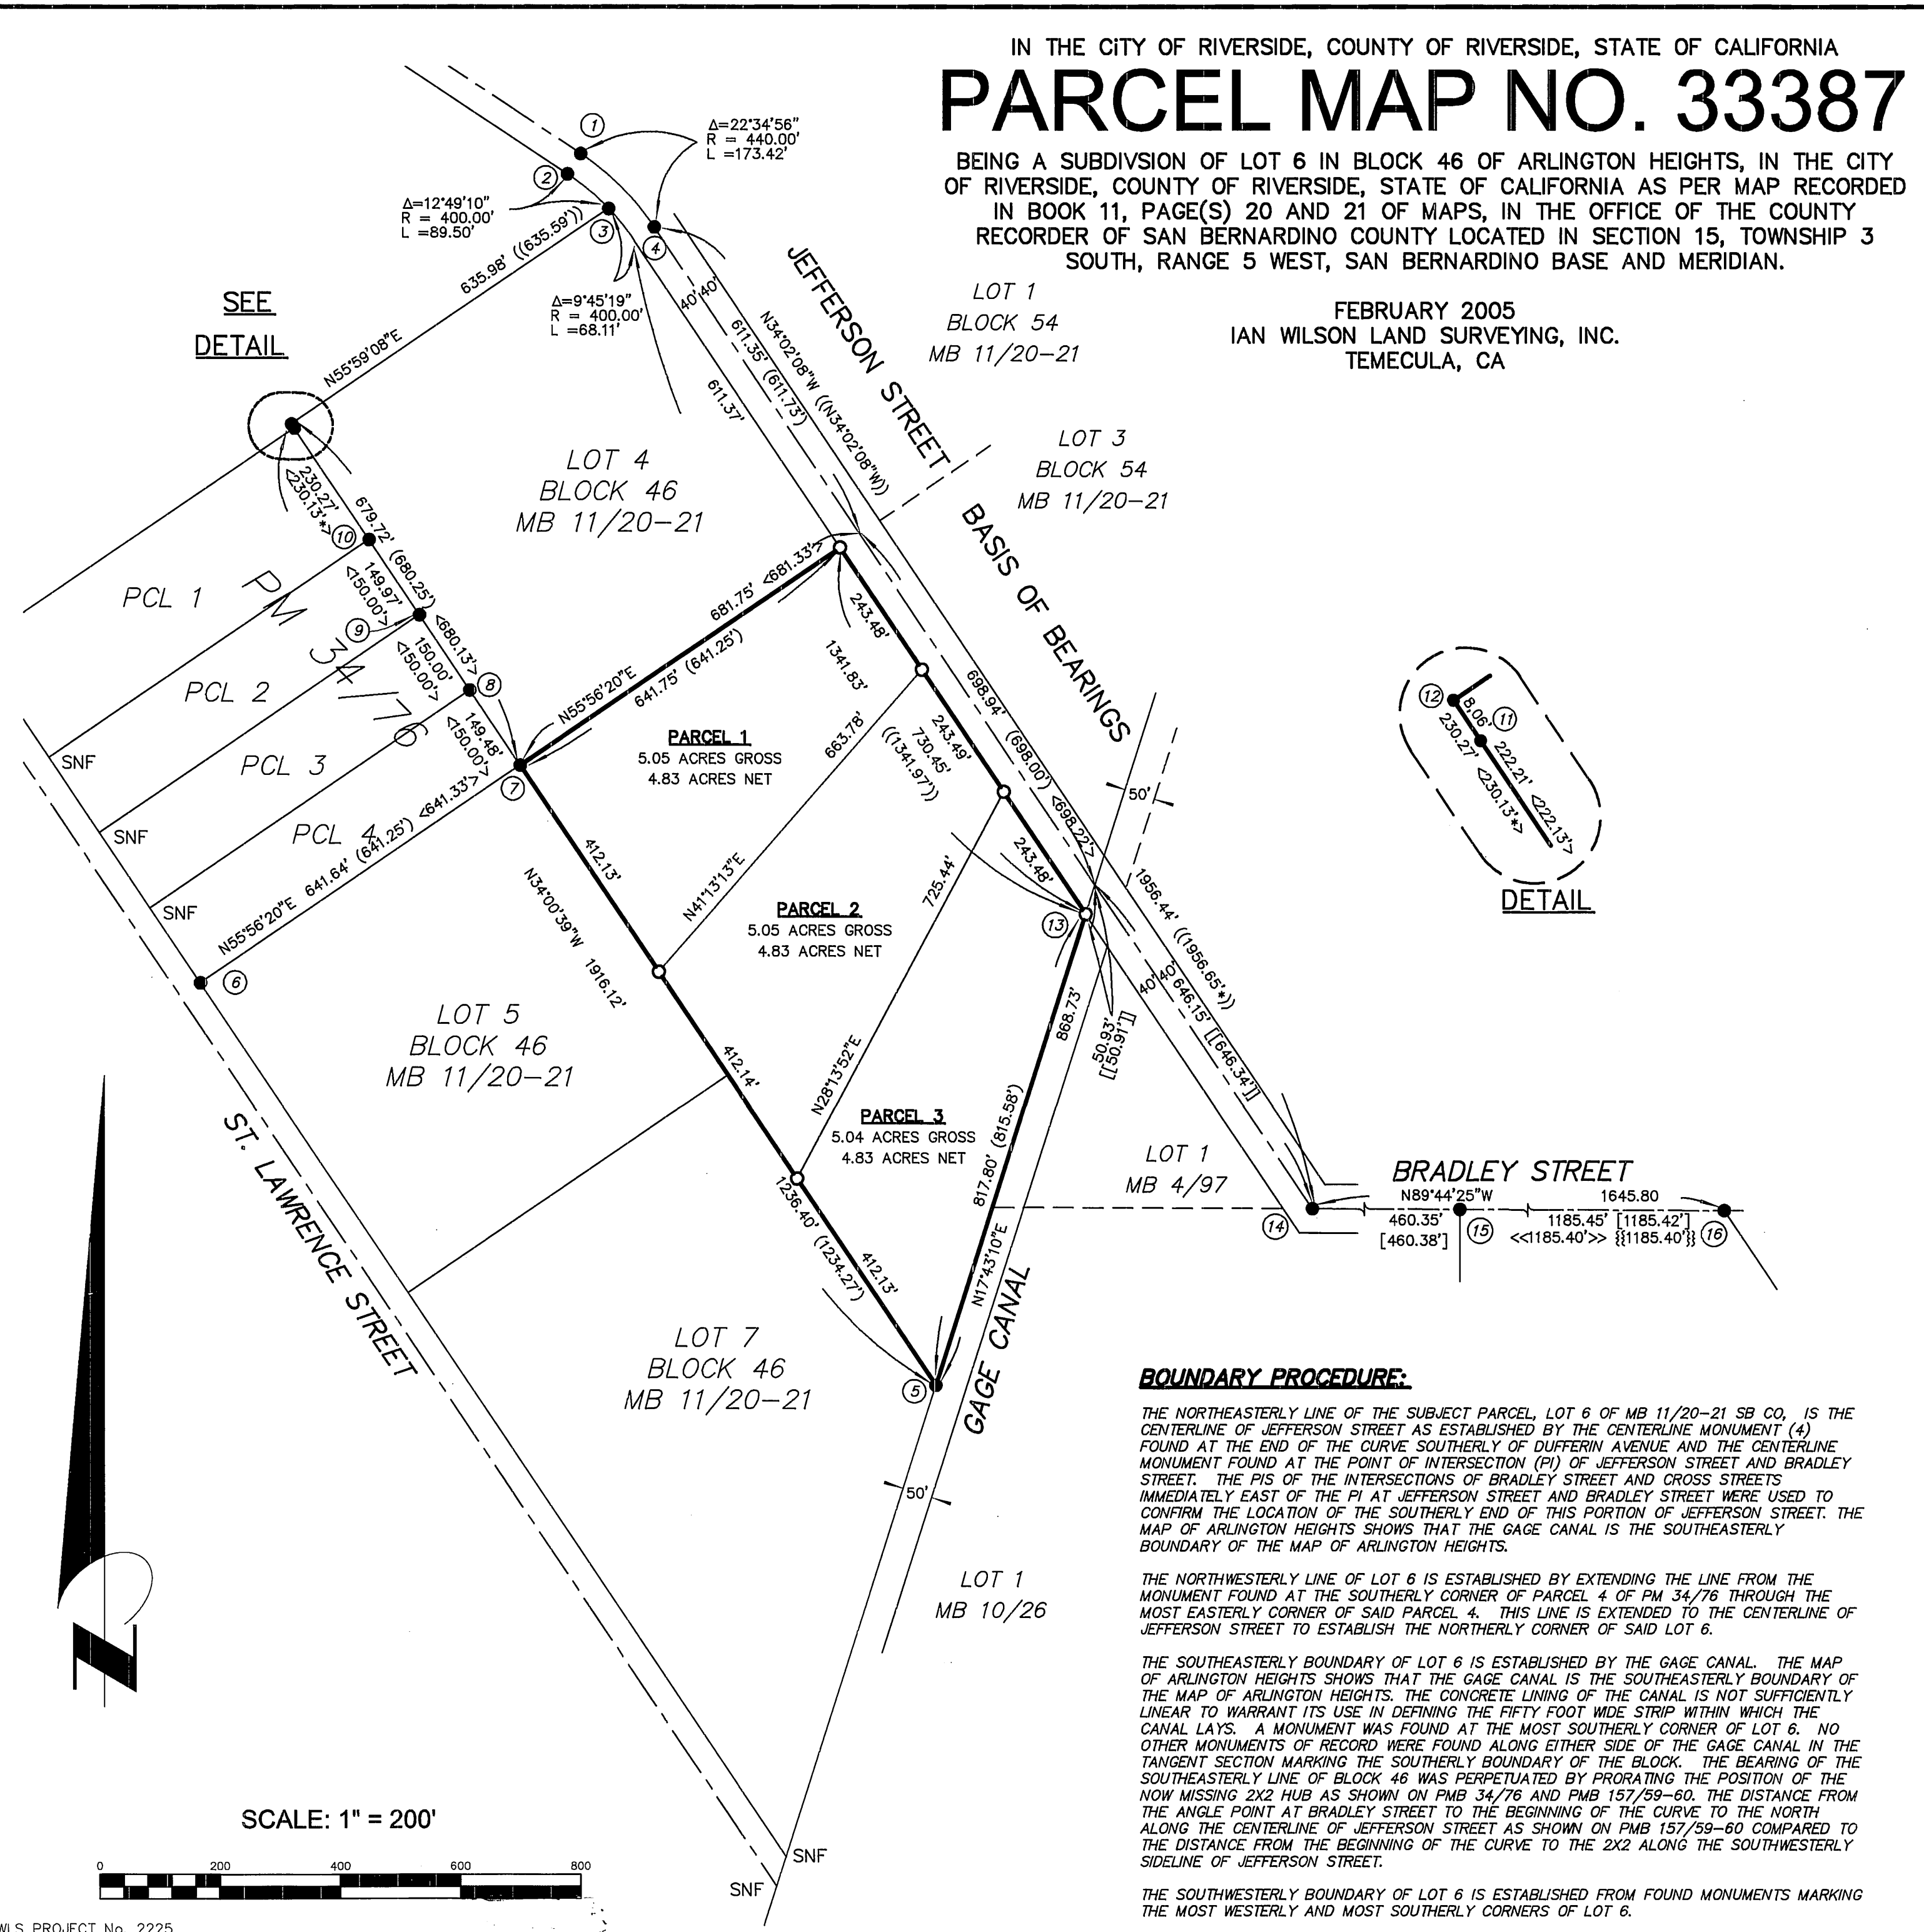 IN THE CITY OF RIVERSIDE, COUNTY OF RIVERSIDE, STATE OF CALIFORNIA
PARCEL MAP NO. 33387
BEING A SUBDIVSION OF LOT 6 IN BLOCK 46 OF ARLINGTON HEIGHTS, IN THE CITY
OF RIVERSIDE, COUNTY OF RIVERSIDE, STATE OF CALIFORNIA AS PER MAP RECORDED
IN BOOK 11, PAGE(S) 20 AND 21 OF MAPS, IN THE OFFICE OF THE COUNTY
RECORDER OF SAN BERNARDINO COUNTY LOCATED IN SECTION 15, TOWNSHIP 3
SOUTH, RANGE 5 WEST, SAN BERNARDINO BASE AND MERIDIAN.
FEBRUARY 2005
IAN WILSON LAND SURVEYING, INC.
TEMECULA, CA
1
Δ=22°34'56"
R = 440.00'
L =173.42'
2
Δ=12°49'10"
R = 400.00'
L =89.50'
3
4
Δ=9°45'19"
R = 400.00'
L =68.11'
635.98' ((635.59'))
N55°59'08"E
SEE
DETAIL
40' 40'
611.35' (611.73')
N34°02'08"W ((N34°02'08"W))
611.37'
JEFFERSON STREET
LOT 1
BLOCK 54
MB 11/20-21
LOT 3
BLOCK 54
MB 11/20-21
BASIS OF BEARINGS
LOT 4
BLOCK 46
MB 11/20-21
230.27'
<230.13'*>
679.72' (680.25') <680.13'>
10
149.97'
<150.00'>
9
150.00'
<150.00'>
8
149.48'
<150.00'>
7
PCL 1
PCL 2
PCL 3
PCL 4
PM 34/76
SNF
SNF
SNF
681.75' <681.33'>
N55°56'20"E
641.75' (641.25')
243.48'
1341.83'
243.49'
730.45'
((1341.97'))
243.48'
698.94' (698.00') <698.22'>
50'
PARCEL 1
5.05 ACRES GROSS
4.83 ACRES NET
663.78'
N41°13'13"E
PARCEL 2
5.05 ACRES GROSS
4.83 ACRES NET
725.44'
N28°13'52"E
PARCEL 3
5.04 ACRES GROSS
4.83 ACRES NET
N55°56'20"E 641.64' (641.25') <641.33'>
6
412.13'
N34°00'39"W 1916.12'
412.14'
1236.40' (1234.27')
412.13'
LOT 5
BLOCK 46
MB 11/20-21
LOT 7
BLOCK 46
MB 11/20-21
ST. LAWRENCE STREET
5
13
868.73'
817.80' (815.58')
N17°43'10"E
50.93'
[[50.91']]
GAGE CANAL
50'
1956.44' ((1956.65'*))
40' 40'
646.15' [[646.34']]
LOT 1
MB 4/97
LOT 1
MB 10/26
BRADLEY STREET
N89°44'25"W
1645.80
14
460.35'
[460.38']
15
1185.45' [1185.42']
<<1185.40'>> {{1185.40'}}
16
12
8.06'
11
230.27' <230.13'*>
222.21' <222.13'>
DETAIL
SNF
SNF
BOUNDARY PROCEDURE:
THE NORTHEASTERLY LINE OF THE SUBJECT PARCEL, LOT 6 OF MB 11/20-21 SB CO, IS THE
CENTERLINE OF JEFFERSON STREET AS ESTABLISHED BY THE CENTERLINE MONUMENT (4)
FOUND AT THE END OF THE CURVE SOUTHERLY OF DUFFERIN AVENUE AND THE CENTERLINE
MONUMENT FOUND AT THE POINT OF INTERSECTION (PI) OF JEFFERSON STREET AND BRADLEY
STREET. THE PIS OF THE INTERSECTIONS OF BRADLEY STREET AND CROSS STREETS
IMMEDIATELY EAST OF THE PI AT JEFFERSON STREET AND BRADLEY STREET WERE USED TO
CONFIRM THE LOCATION OF THE SOUTHERLY END OF THIS PORTION OF JEFFERSON STREET. THE
MAP OF ARLINGTON HEIGHTS SHOWS THAT THE GAGE CANAL IS THE SOUTHEASTERLY
BOUNDARY OF THE MAP OF ARLINGTON HEIGHTS.
THE NORTHWESTERLY LINE OF LOT 6 IS ESTABLISHED BY EXTENDING THE LINE FROM THE
MONUMENT FOUND AT THE SOUTHERLY CORNER OF PARCEL 4 OF PM 34/76 THROUGH THE
MOST EASTERLY CORNER OF SAID PARCEL 4. THIS LINE IS EXTENDED TO THE CENTERLINE OF
JEFFERSON STREET TO ESTABLISH THE NORTHERLY CORNER OF SAID LOT 6.
THE SOUTHEASTERLY BOUNDARY OF LOT 6 IS ESTABLISHED BY THE GAGE CANAL. THE MAP
OF ARLINGTON HEIGHTS SHOWS THAT THE GAGE CANAL IS THE SOUTHEASTERLY BOUNDARY OF
THE MAP OF ARLINGTON HEIGHTS. THE CONCRETE LINING OF THE CANAL IS NOT SUFFICIENTLY
LINEAR TO WARRANT ITS USE IN DEFINING THE FIFTY FOOT WIDE STRIP WITHIN WHICH THE
CANAL LAYS. A MONUMENT WAS FOUND AT THE MOST SOUTHERLY CORNER OF LOT 6. NO
OTHER MONUMENTS OF RECORD WERE FOUND ALONG EITHER SIDE OF THE GAGE CANAL IN THE
TANGENT SECTION MARKING THE SOUTHERLY BOUNDARY OF THE BLOCK. THE BEARING OF THE
SOUTHEASTERLY LINE OF BLOCK 46 WAS PERPETUATED BY PRORATING THE POSITION OF THE
NOW MISSING 2X2 HUB AS SHOWN ON PMB 34/76 AND PMB 157/59-60. THE DISTANCE FROM
THE ANGLE POINT AT BRADLEY STREET TO THE BEGINNING OF THE CURVE TO THE NORTH
ALONG THE CENTERLINE OF JEFFERSON STREET AS SHOWN ON PMB 157/59-60 COMPARED TO
THE DISTANCE FROM THE BEGINNING OF THE CURVE TO THE 2X2 ALONG THE SOUTHWESTERLY
SIDELINE OF JEFFERSON STREET.
THE SOUTHWESTERLY BOUNDARY OF LOT 6 IS ESTABLISHED FROM FOUND MONUMENTS MARKING
THE MOST WESTERLY AND MOST SOUTHERLY CORNERS OF LOT 6.
SCALE: 1" = 200'
0 200 400 600 800
WLS PROJECT No. 2225